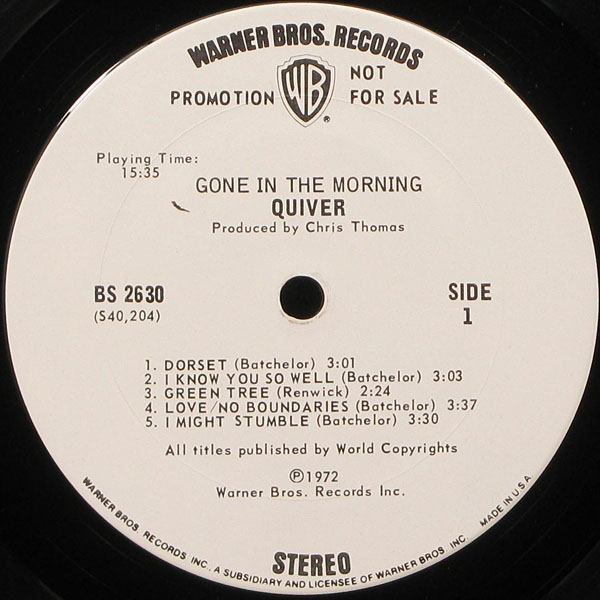 WARNER BROS. RECORDS
PROMOTION WB NOT FOR SALE
®
Playing Time:
15:35
GONE IN THE MORNING
QUIVER
Produced by Chris Thomas
BS 2630
(S40,204)
SIDE
1
1. DORSET (Batchelor) 3:01
2. I KNOW YOU SO WELL (Batchelor) 3:03
3. GREEN TREE (Renwick) 2:24
4. LOVE/NO BOUNDARIES (Batchelor) 3:37
5. I MIGHT STUMBLE (Batchelor) 3:30
All titles published by World Copyrights
℗1972
Warner Bros. Records Inc.
STEREO
WARNER BROS. RECORDS INC. A SUBSIDIARY AND LICENSEE OF WARNER BROS. INC. MADE IN U.S.A.